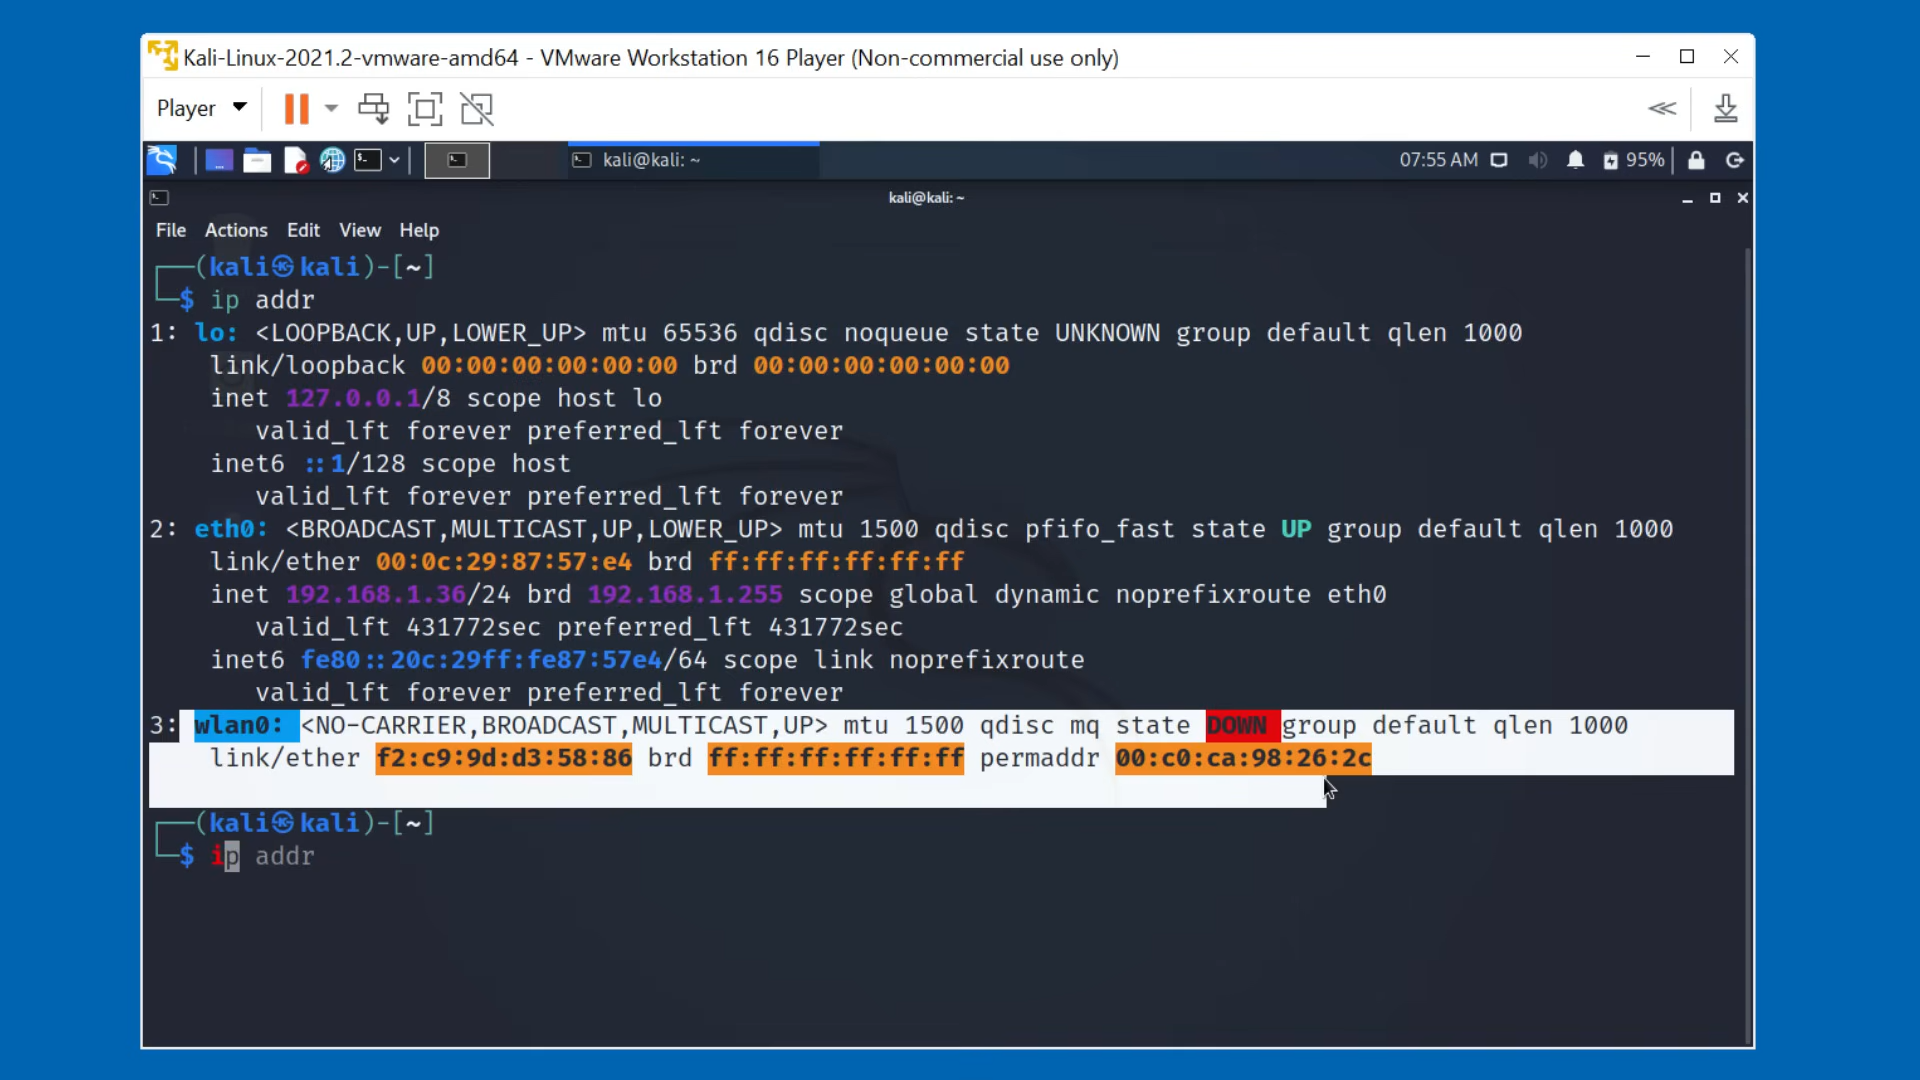 Kali-Linux-2021.2-vmware-amd64 - VMware Workstation 16 Player (Non-commercial use only)
Player
kali@kali: ~
07:55 AM
95%
kali@kali: ~
File Actions Edit View Help
(kali㉿kali)-[~]
$ ip addr
1: lo: <LOOPBACK,UP,LOWER_UP> mtu 65536 qdisc noqueue state UNKNOWN group default qlen 1000
link/loopback 00:00:00:00:00:00 brd 00:00:00:00:00:00
inet 127.0.0.1/8 scope host lo
valid_lft forever preferred_lft forever
inet6 ::1/128 scope host
valid_lft forever preferred_lft forever
2: eth0: <BROADCAST,MULTICAST,UP,LOWER_UP> mtu 1500 qdisc pfifo_fast state UP group default qlen 1000
link/ether 00:0c:29:87:57:e4 brd ff:ff:ff:ff:ff:ff
inet 192.168.1.36/24 brd 192.168.1.255 scope global dynamic noprefixroute eth0
valid_lft 431772sec preferred_lft 431772sec
inet6 fe80::20c:29ff:fe87:57e4/64 scope link noprefixroute
valid_lft forever preferred_lft forever
3: wlan0: <NO-CARRIER,BROADCAST,MULTICAST,UP> mtu 1500 qdisc mq state DOWN group default qlen 1000
link/ether f2:c9:9d:d3:58:86 brd ff:ff:ff:ff:ff:ff permaddr 00:c0:ca:98:26:2c
(kali㉿kali)-[~]
$ ip addr